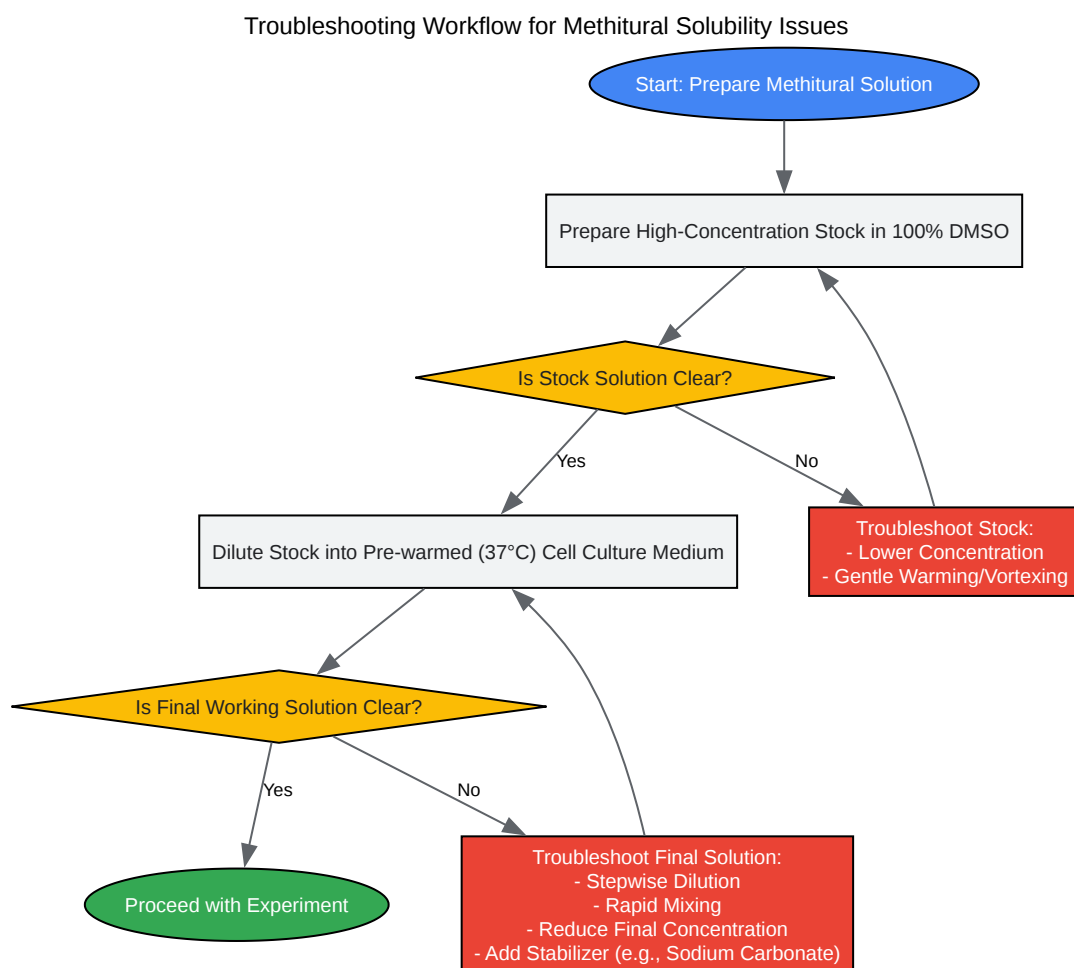 Troubleshooting Workflow for Methitural Solubility Issues
Start: Prepare Methitural Solution
Prepare High-Concentration Stock in 100% DMSO
Is Stock Solution Clear?
Yes
No
Troubleshoot Stock:
- Lower Concentration
- Gentle Warming/Vortexing
Dilute Stock into Pre-warmed (37°C) Cell Culture Medium
Is Final Working Solution Clear?
Yes
No
Troubleshoot Final Solution:
- Stepwise Dilution
- Rapid Mixing
- Reduce Final Concentration
- Add Stabilizer (e.g., Sodium Carbonate)
Proceed with Experiment